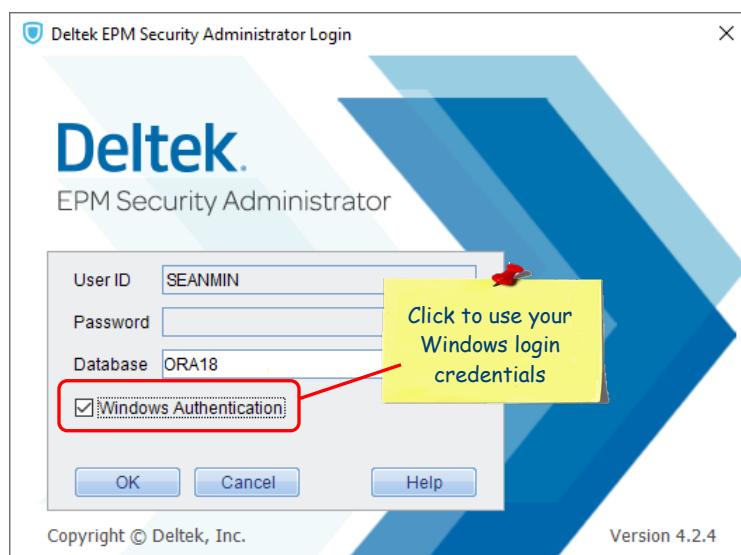 Deltek EPM Security Administrator Login
Deltek.
EPM Security Administrator
User ID SEANMIN
Password
Database ORA18
Windows Authentication
Click to use your
Windows login
credentials
OK Cancel Help
Copyright © Deltek, Inc. Version 4.2.4